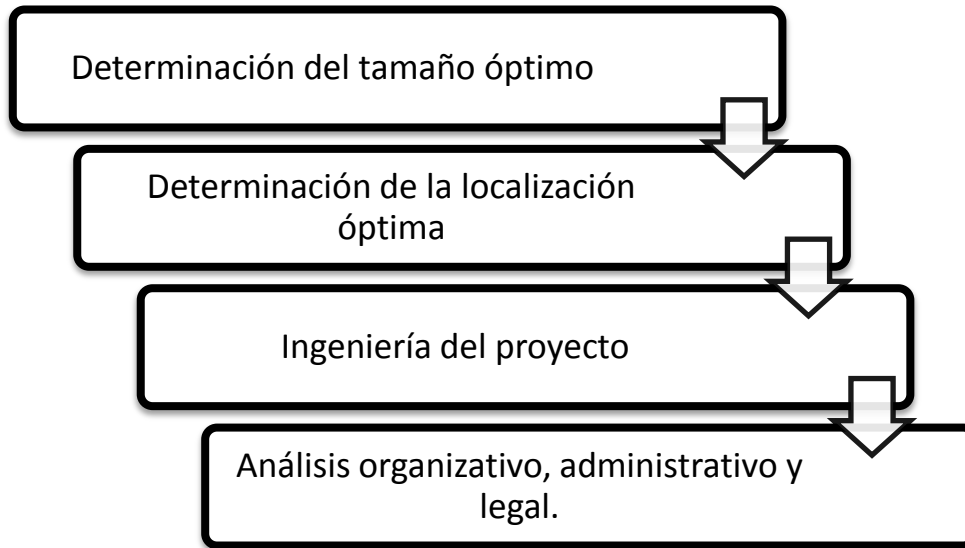 Determinación del tamaño óptimo
Determinación de la localización
óptima
Ingeniería del proyecto
Análisis organizativo, administrativo y
legal.